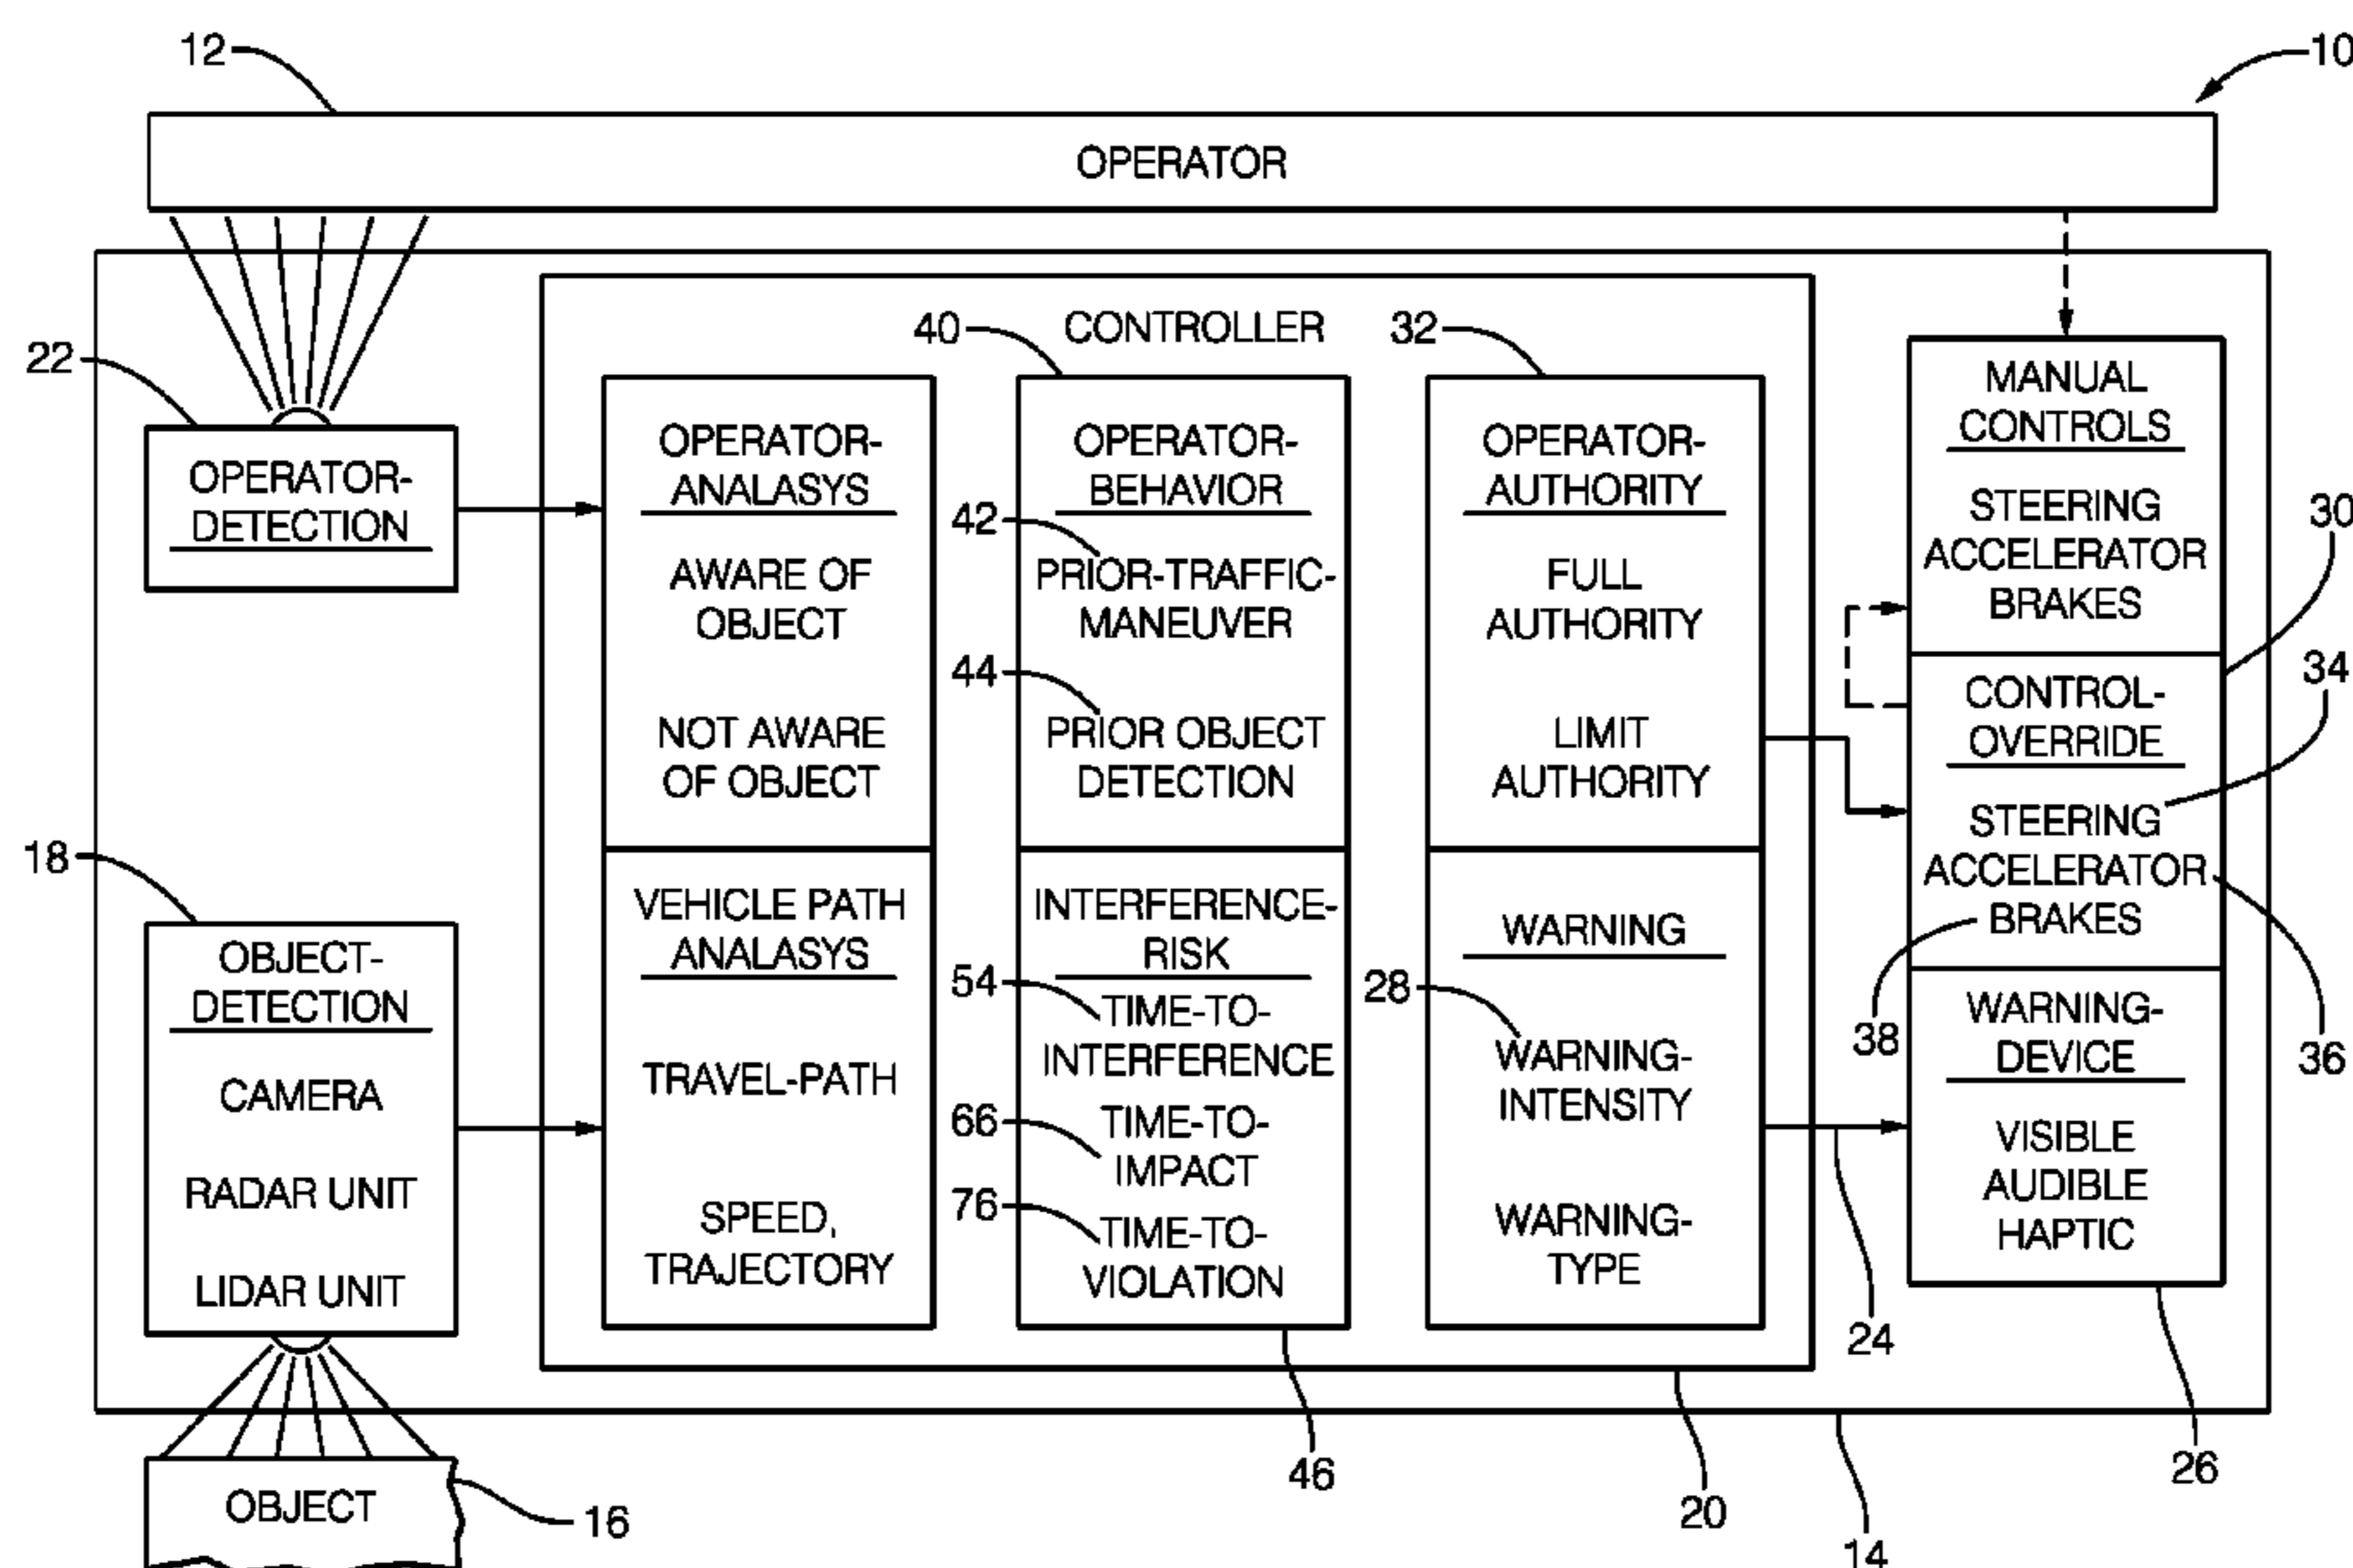 12
10
OPERATOR
22
OPERATOR-
DETECTION
18
OBJECT-
DETECTION
CAMERA
RADAR UNIT
LIDAR UNIT
OBJECT
16
CONTROLLER
OPERATOR-
ANALASYS
AWARE OF
OBJECT
NOT AWARE
OF OBJECT
VEHICLE PATH
ANALASYS
TRAVEL-PATH
SPEED,
TRAJECTORY
40
OPERATOR-
BEHAVIOR
42
PRIOR-TRAFFIC-
MANEUVER
44
PRIOR OBJECT
DETECTION
INTERFERENCE-
RISK
54
TIME-TO-
INTERFERENCE
66
TIME-TO-
IMPACT
76
TIME-TO-
VIOLATION
46
32
OPERATOR-
AUTHORITY
FULL
AUTHORITY
LIMIT
AUTHORITY
WARNING
28
WARNING-
INTENSITY
WARNING-
TYPE
20
24
14
MANUAL
CONTROLS
STEERING
ACCELERATOR
BRAKES
30
CONTROL-
OVERRIDE
34
STEERING
ACCELERATOR
BRAKES
38
36
WARNING-
DEVICE
VISIBLE
AUDIBLE
HAPTIC
26